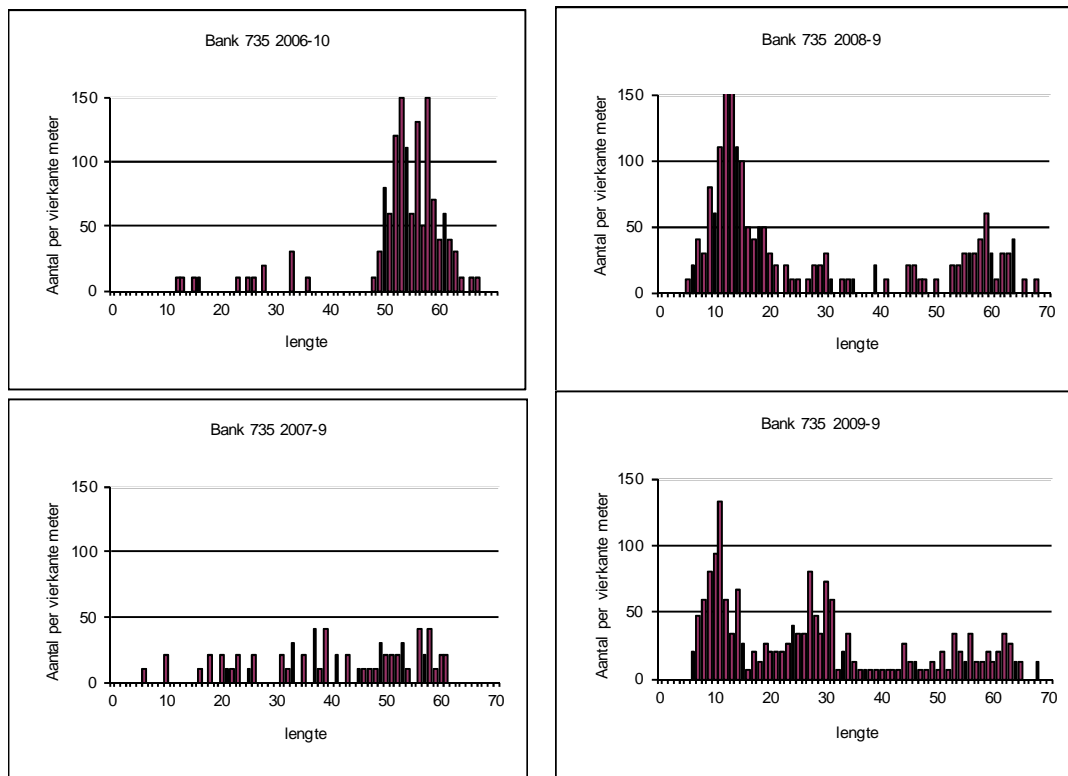 Bank 735 2006-10
Aantal per vierkante meter
150
100
50
0
0 10 20 30 40 50 60
lengte
Bank 735 2008-9
Aantal per vierkante meter
150
100
50
0
0 10 20 30 40 50 60 70
lengte
Bank 735 2007-9
Aantal per vierkante meter
150
100
50
0
0 10 20 30 40 50 60 70
lengte
Bank 735 2009-9
Aantal per vierkante meter
150
100
50
0
0 10 20 30 40 50 60 70
lengte